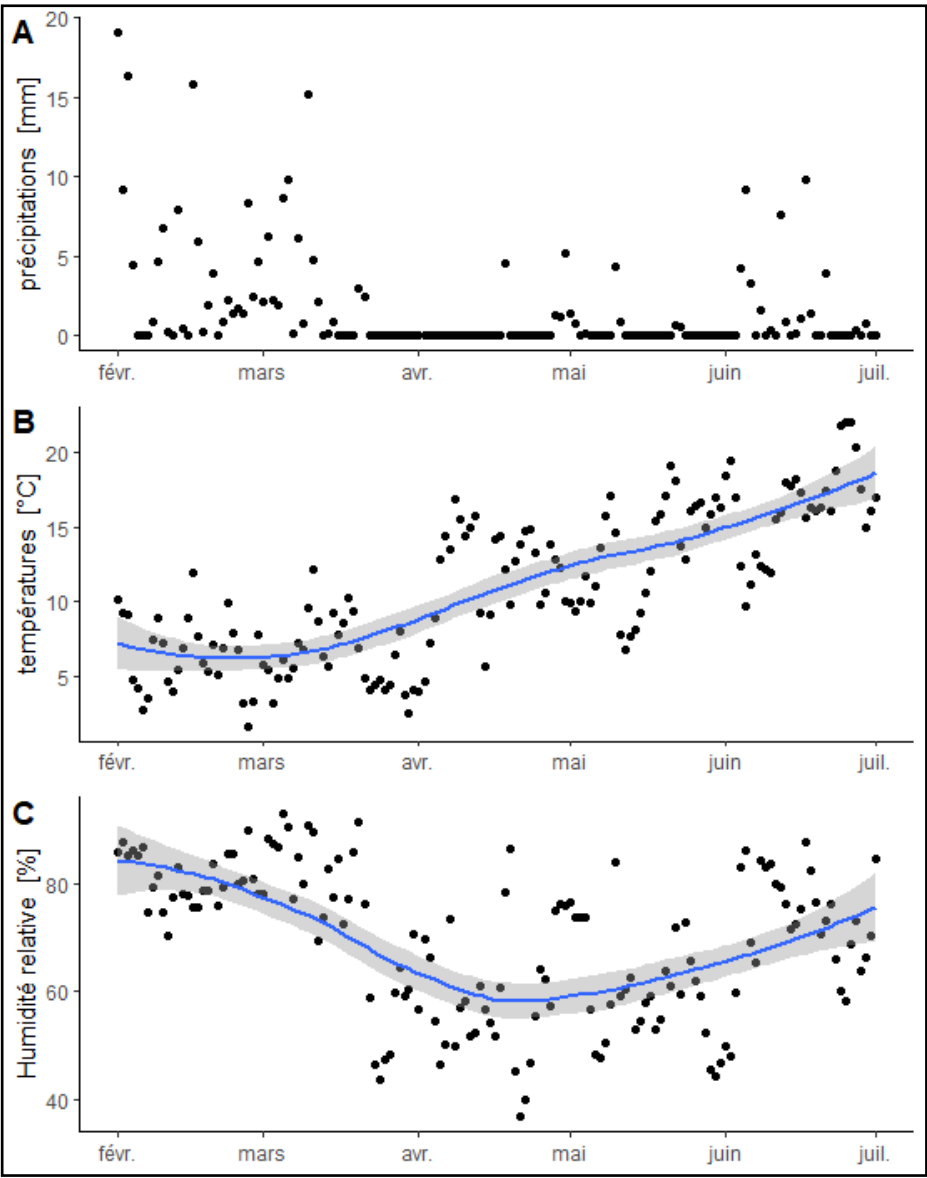 A
précipitations [mm]
20
15
10
5
0
févr. mars avr. mai juin juil.
B
températures [°C]
20
15
10
5
févr. mars avr. mai juin juil.
C
Humidité relative [%]
80
60
40
févr. mars avr. mai juin juil.